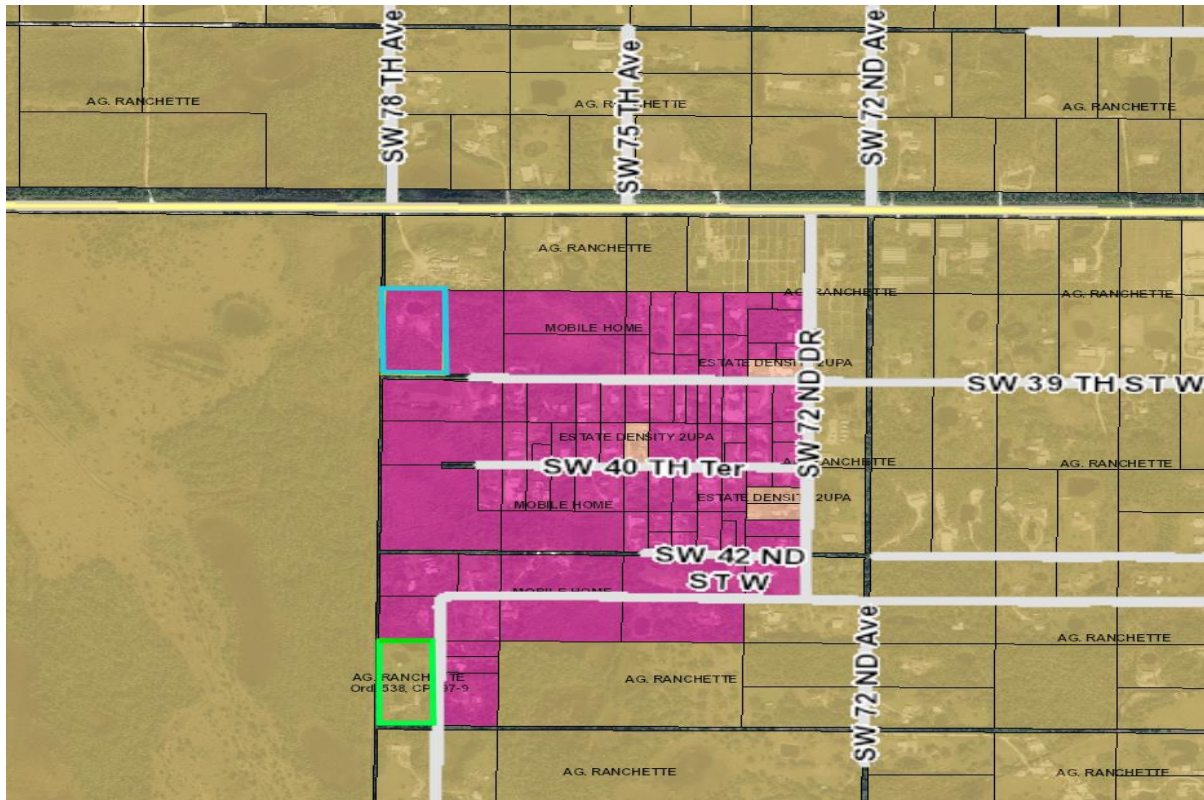 SW 78 TH Ave
SW 75 TH Ave
SW 72 ND Ave
AG. RANCHETTE
AG. RANCHETTE
AG. RANCHETTE
AG. RANCHETTE
AG. RANCHETTE
AG. RANCHETTE
MOBILE HOME
ESTATE DENSITY 2UPA
SW 72 ND DR
SW 39 TH ST W
ESTATE DENSITY 2UPA
SW 40 TH Ter
AG. RANCHETTE
AG. RANCHETTE
MOBILE HOME
ESTATE DENSITY 2UPA
SW 42 ND
ST W
MOBILE HOME
SW 72 ND Ave
AG. RANCHETTE
AG. RANCHETTE
AG. RANCHETTE
AG. RANCHETTE
AG. RANCHETTE